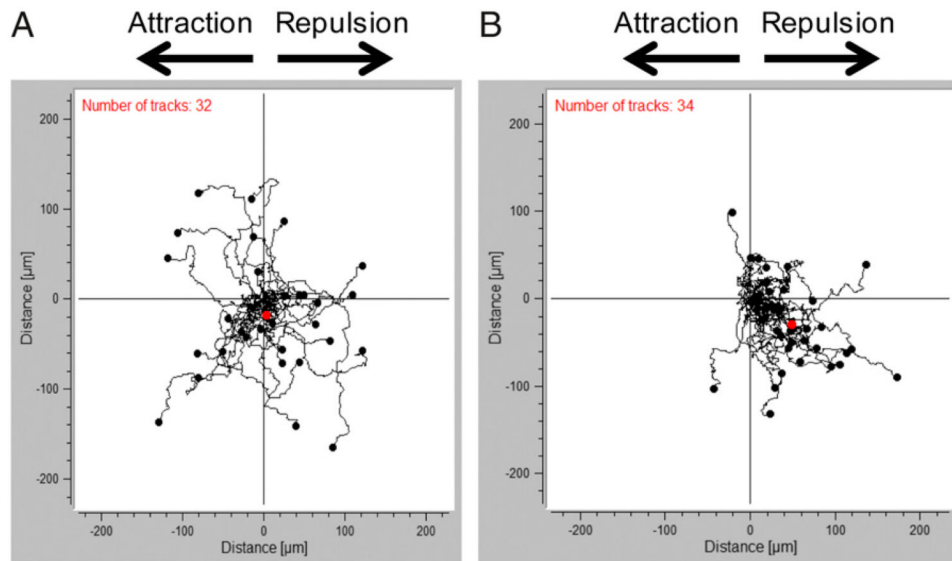 A
Attraction
Repulsion
Number of tracks: 32
200
100
0
-100
-200
Distance [µm]
-200
-100
0
100
200
Distance [µm]
B
Attraction
Repulsion
Number of tracks: 34
200
100
0
-100
-200
Distance [µm]
-200
-100
0
100
200
Distance [µm]